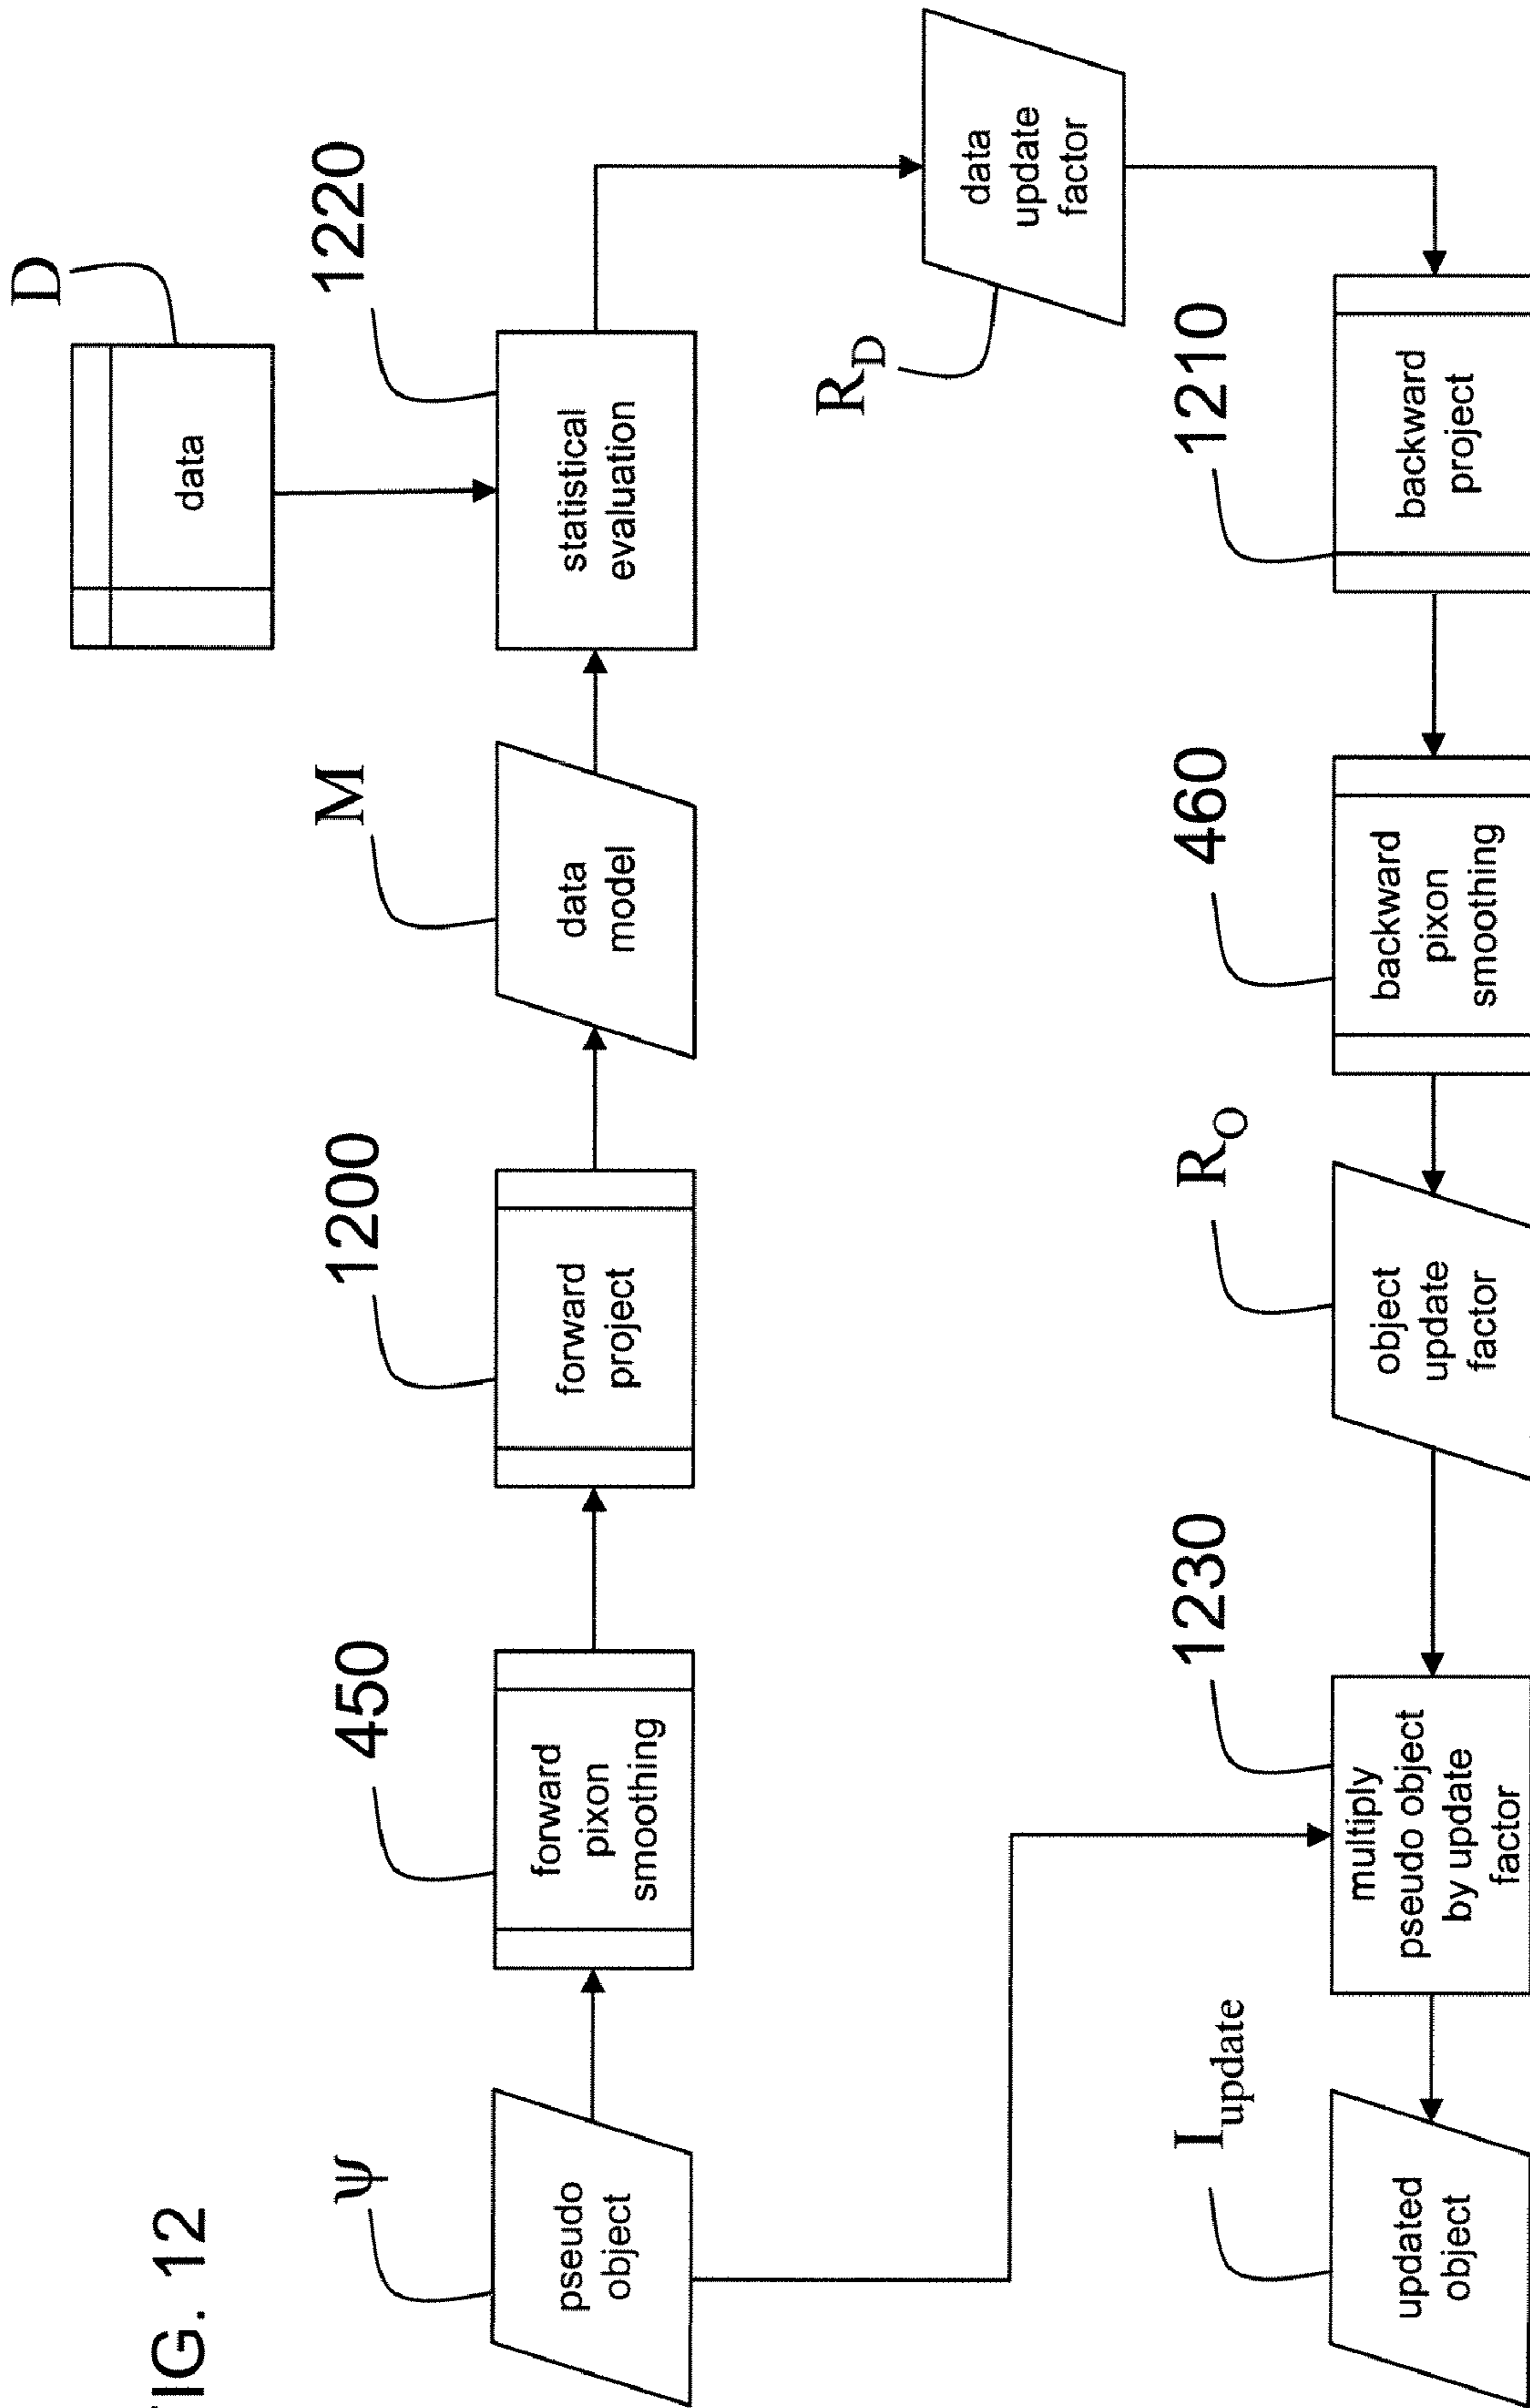 FIG. 12
D
data
ψ
450
1200
M
1220
pseudo
object
forward
pixon
smoothing
forward
project
data
model
statistical
evaluation
R_D
data
update
factor
I_update
1230
R_O
460
1210
updated
object
multiply
pseudo object
by update
factor
object
update
factor
backward
pixon
smoothing
backward
project